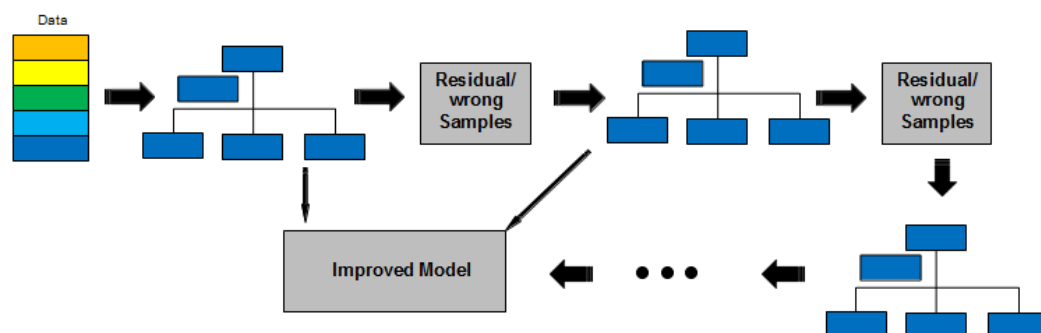 Data
Residual/
wrong
Samples
Residual/
wrong
Samples
Improved Model